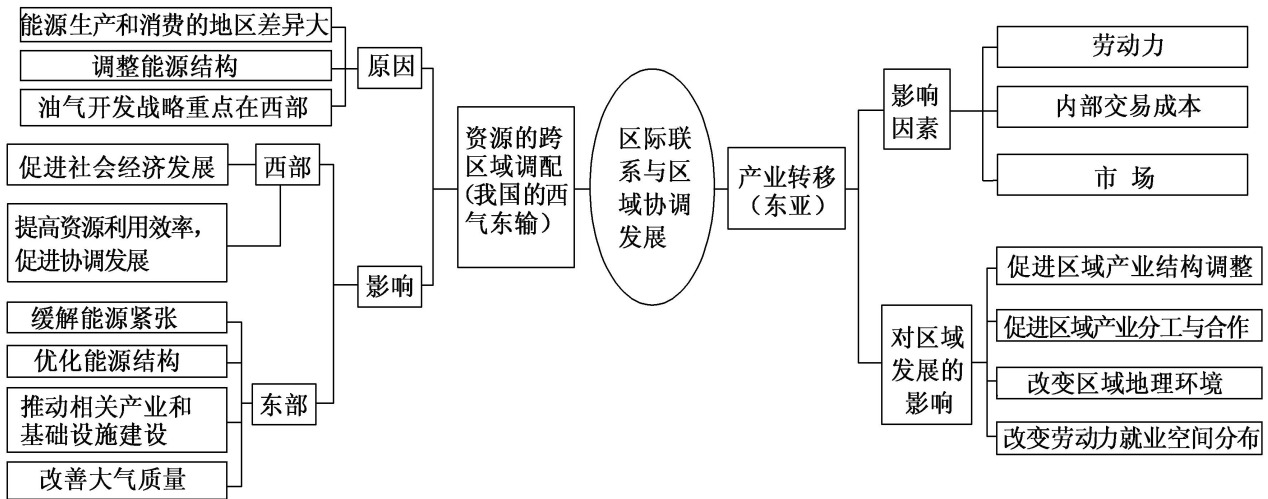 能源生产和消费的地区差异大
调整能源结构
油气开发战略重点在西部
原因
促进社会经济发展
西部
提高资源利用效率，
促进协调发展
影响
缓解能源紧张
优化能源结构
推动相关产业和
基础设施建设
改善大气质量
东部
资源的跨
区域调配
(我国的西
气东输）
区际联
系与区
域协调
发展
产业转移
（东亚）
影响
因素
劳动力
内部交易成本
市 场
对区域
发展的
影响
促进区域产业结构调整
促进区域产业分工与合作
改变区域地理环境
改变劳动力就业空间分布